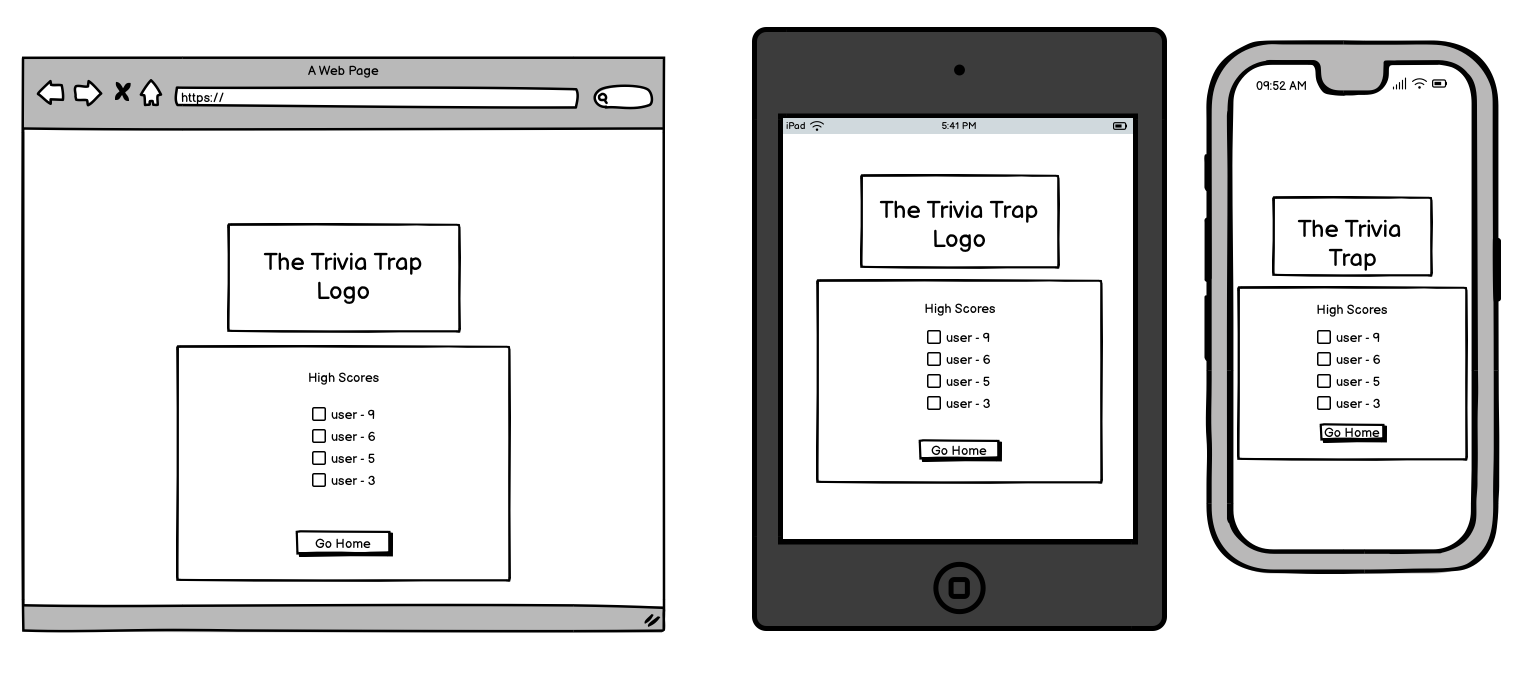 A Web Page
https://
The Trivia Trap
Logo
High Scores
user - 9
user - 6
user - 5
user - 3
Go Home
iPad
5:41 PM
The Trivia Trap
Logo
High Scores
user - 9
user - 6
user - 5
user - 3
Go Home
09:52 AM
The Trivia
Trap
High Scores
user - 9
user - 6
user - 5
user - 3
Go Home